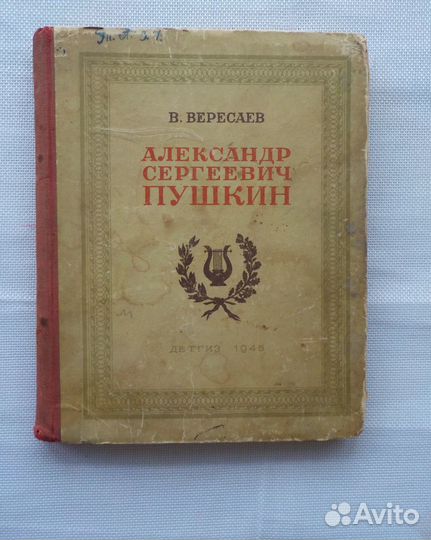 В. ВЕРЕСАЕВ
АЛЕКСАНДР
СЕРГЕЕВИЧ
ПУШКИН
ДЕТГИЗ 1945
Avito